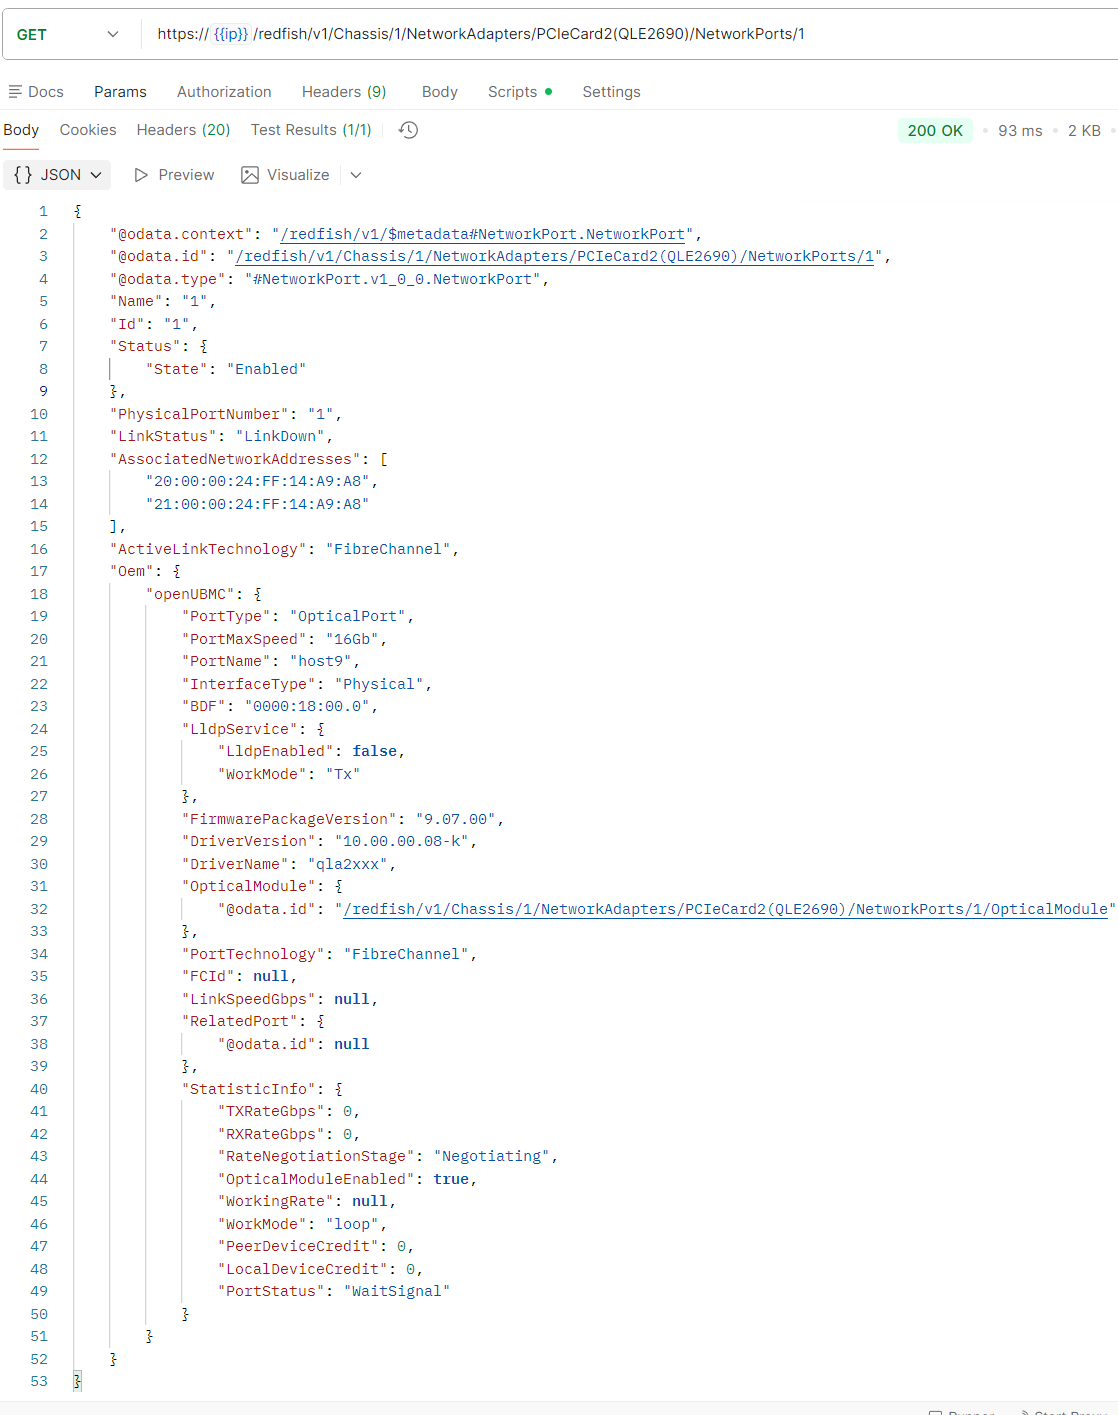 GET https://{{ip}}/redfish/v1/Chassis/1/NetworkAdapters/PCIeCard2(QLE2690)/NetworkPorts/1
Docs Params Authorization Headers (9) Body Scripts Settings
Body Cookies Headers (20) Test Results (1/1) 200 OK 93 ms 2 KB
{} JSON Preview Visualize
1 {
2 "@odata.context": "/redfish/v1/$metadata#NetworkPort.NetworkPort",
3 "@odata.id": "/redfish/v1/Chassis/1/NetworkAdapters/PCIeCard2(QLE2690)/NetworkPorts/1",
4 "@odata.type": "#NetworkPort.v1_0_0.NetworkPort",
5 "Name": "1",
6 "Id": "1",
7 "Status": {
8 "State": "Enabled"
9 },
10 "PhysicalPortNumber": "1",
11 "LinkStatus": "LinkDown",
12 "AssociatedNetworkAddresses": [
13 "20:00:00:24:FF:14:A9:A8",
14 "21:00:00:24:FF:14:A9:A8"
15 ],
16 "ActiveLinkTechnology": "FibreChannel",
17 "Oem": {
18 "openUBMC": {
19 "PortType": "OpticalPort",
20 "PortMaxSpeed": "16Gb",
21 "PortName": "host9",
22 "InterfaceType": "Physical",
23 "BDF": "0000:18:00.0",
24 "LldpService": {
25 "LldpEnabled": false,
26 "WorkMode": "Tx"
27 },
28 "FirmwarePackageVersion": "9.07.00",
29 "DriverVersion": "10.00.00.08-k",
30 "DriverName": "qla2xxx",
31 "OpticalModule": {
32 "@odata.id": "/redfish/v1/Chassis/1/NetworkAdapters/PCIeCard2(QLE2690)/NetworkPorts/1/OpticalModule"
33 },
34 "PortTechnology": "FibreChannel",
35 "FCId": null,
36 "LinkSpeedGbps": null,
37 "RelatedPort": {
38 "@odata.id": null
39 },
40 "StatisticInfo": {
41 "TXRateGbps": 0,
42 "RXRateGbps": 0,
43 "RateNegotiationStage": "Negotiating",
44 "OpticalModuleEnabled": true,
45 "WorkingRate": null,
46 "WorkMode": "loop",
47 "PeerDeviceCredit": 0,
48 "LocalDeviceCredit": 0,
49 "PortStatus": "WaitSignal"
50 }
51 }
52 }
53 }